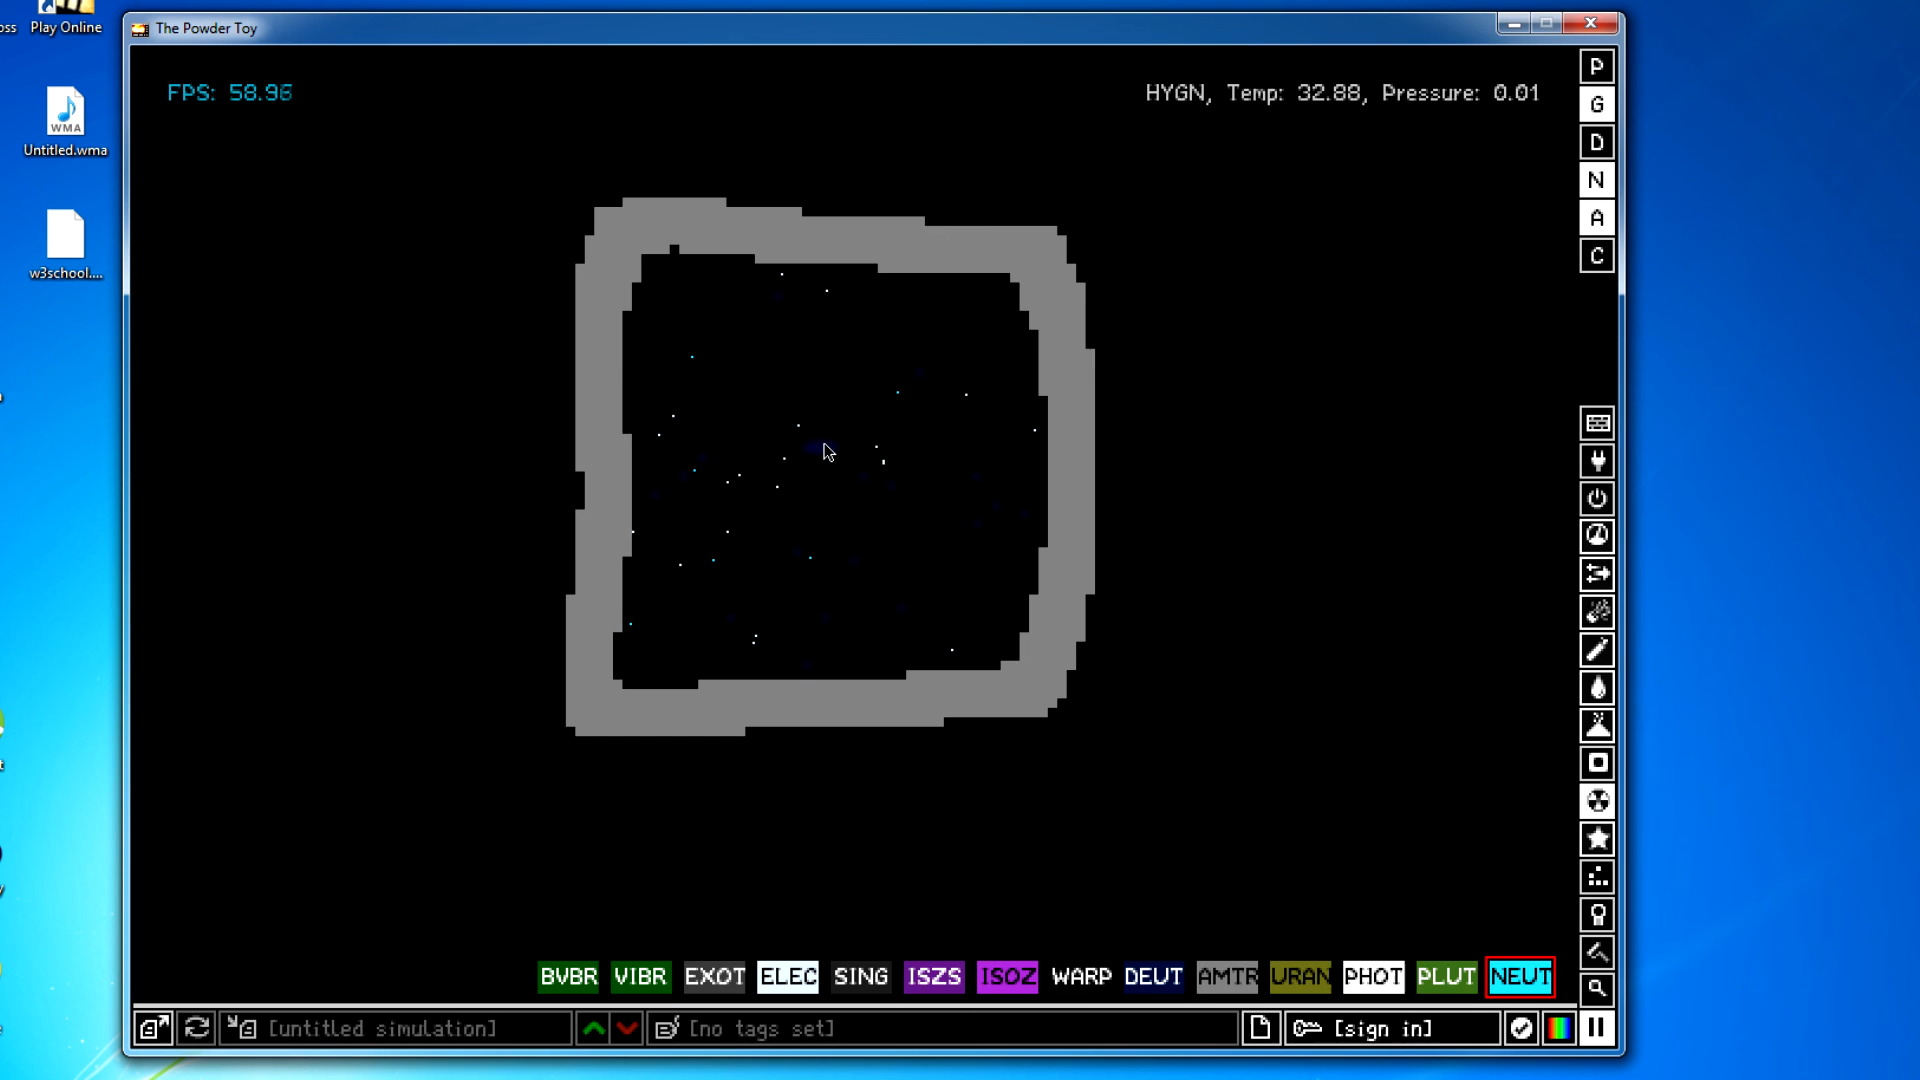 oss
Play Online
The Powder Toy
FPS: 58.96
HYGN, Temp: 32.88, Pressure: 0.01
P
G
D
N
A
C
WMA
Untitled.wma
w3school....
BVBR VIBR EXOT ELEC SING ISZS ISOZ WARP DEUT AMTR URAN PHOT PLUT NEUT
[untitled simulation] [no tags set] [sign in]